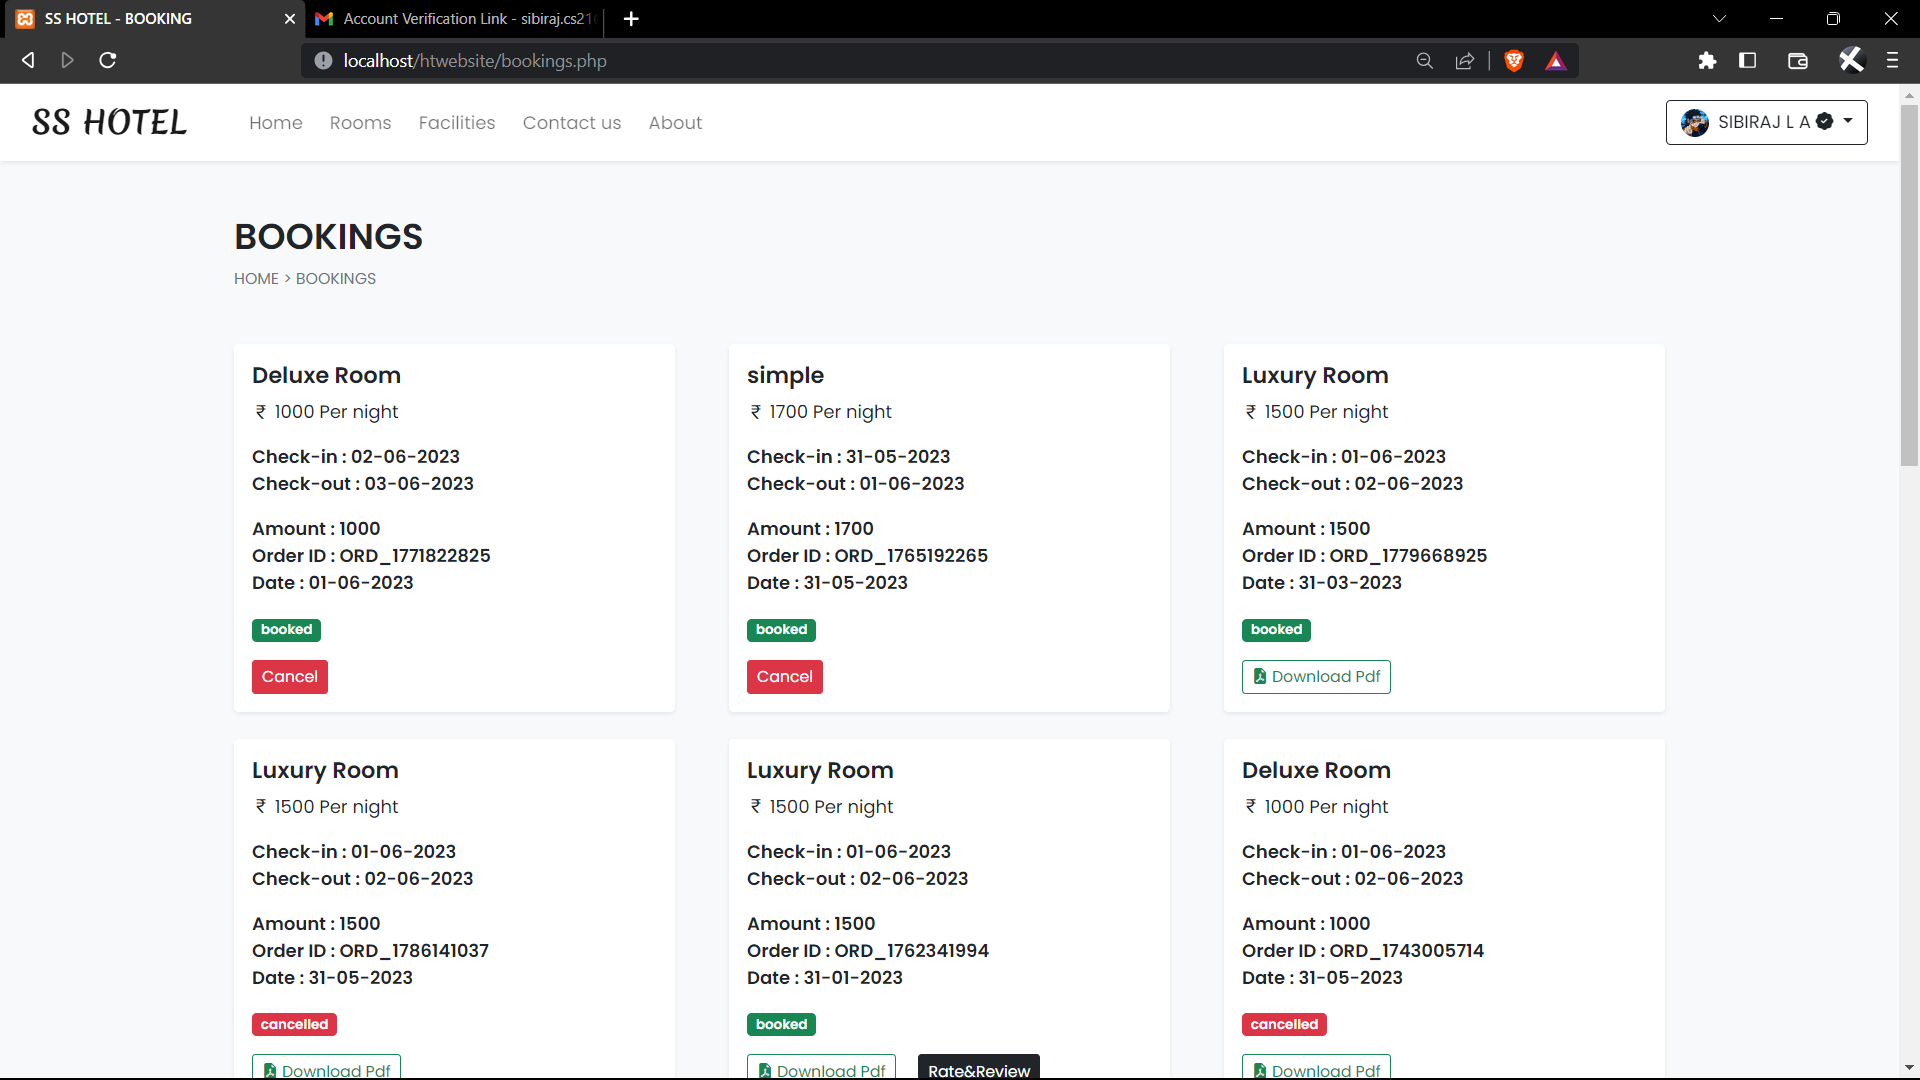 SS HOTEL - BOOKING
Account Verification Link - sibiraj.cs21
localhost/htwebsite/bookings.php
SS HOTEL
Home
Rooms
Facilities
Contact us
About
SIBIRAJ L A
BOOKINGS
HOME > BOOKINGS
Deluxe Room
₹ 1000 Per night
Check-in : 02-06-2023
Check-out : 03-06-2023
Amount : 1000
Order ID : ORD_1771822825
Date : 01-06-2023
booked
Cancel
simple
₹ 1700 Per night
Check-in : 31-05-2023
Check-out : 01-06-2023
Amount : 1700
Order ID : ORD_1765192265
Date : 31-05-2023
booked
Cancel
Luxury Room
₹ 1500 Per night
Check-in : 01-06-2023
Check-out : 02-06-2023
Amount : 1500
Order ID : ORD_1779668925
Date : 31-03-2023
booked
Download Pdf
Luxury Room
₹ 1500 Per night
Check-in : 01-06-2023
Check-out : 02-06-2023
Amount : 1500
Order ID : ORD_1786141037
Date : 31-05-2023
cancelled
Download Pdf
Luxury Room
₹ 1500 Per night
Check-in : 01-06-2023
Check-out : 02-06-2023
Amount : 1500
Order ID : ORD_1762341994
Date : 31-01-2023
booked
Download Pdf
Rate&Review
Deluxe Room
₹ 1000 Per night
Check-in : 01-06-2023
Check-out : 02-06-2023
Amount : 1000
Order ID : ORD_1743005714
Date : 31-05-2023
cancelled
Download Pdf